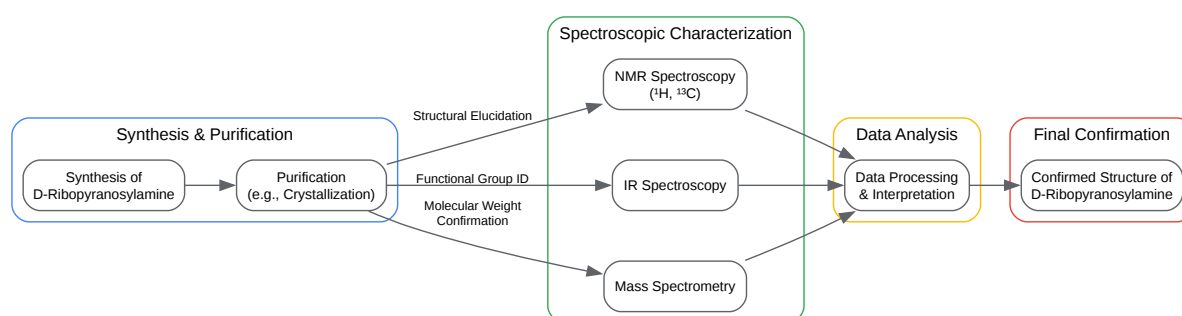 Spectroscopic Characterization
NMR Spectroscopy
(¹H, ¹³C)
Structural Elucidation
Synthesis & Purification
Data Analysis
Final Confirmation
Synthesis of
D-Ribopyranosylamine
Purification
(e.g., Crystallization)
Functional Group ID
IR Spectroscopy
Data Processing
& Interpretation
Confirmed Structure of
D-Ribopyranosylamine
Molecular Weight
Confirmation
Mass Spectrometry